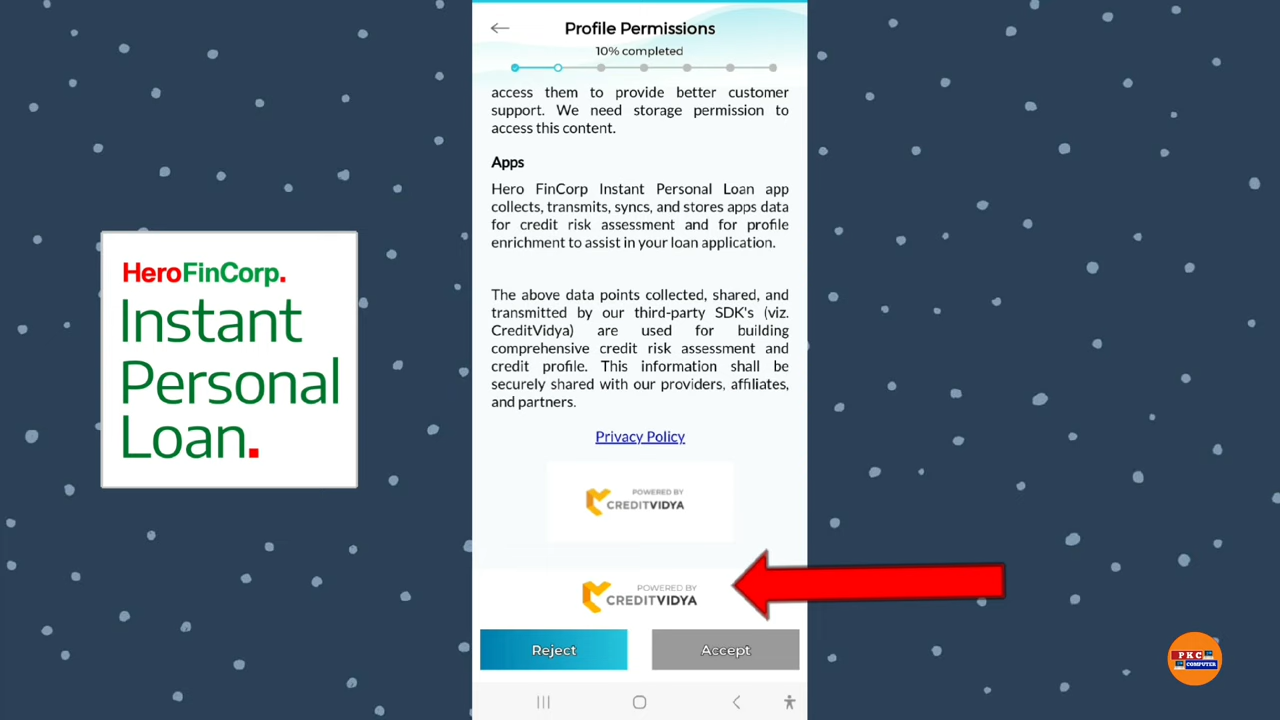 Profile Permissions
10% completed
access them to provide better customer
support. We need storage permission to
access this content.
Apps
Hero FinCorp Instant Personal Loan app
collects, transmits, syncs, and stores apps data
for credit risk assessment and for profile
enrichment to assist in your loan application.
The above data points collected, shared, and
transmitted by our third-party SDK's (viz.
CreditVidya) are used for building
comprehensive credit risk assessment and
credit profile. This information shall be
securely shared with our providers, affiliates,
and partners.
Privacy Policy
POWERED BY
CREDITVIDYA
POWERED BY
CREDITVIDYA
Reject
Accept
HeroFinCorp.
Instant
Personal
Loan.
PKC
COMPUTER